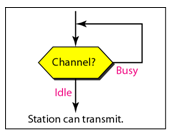 Channel?
Busy
Idle
Station can transmit.